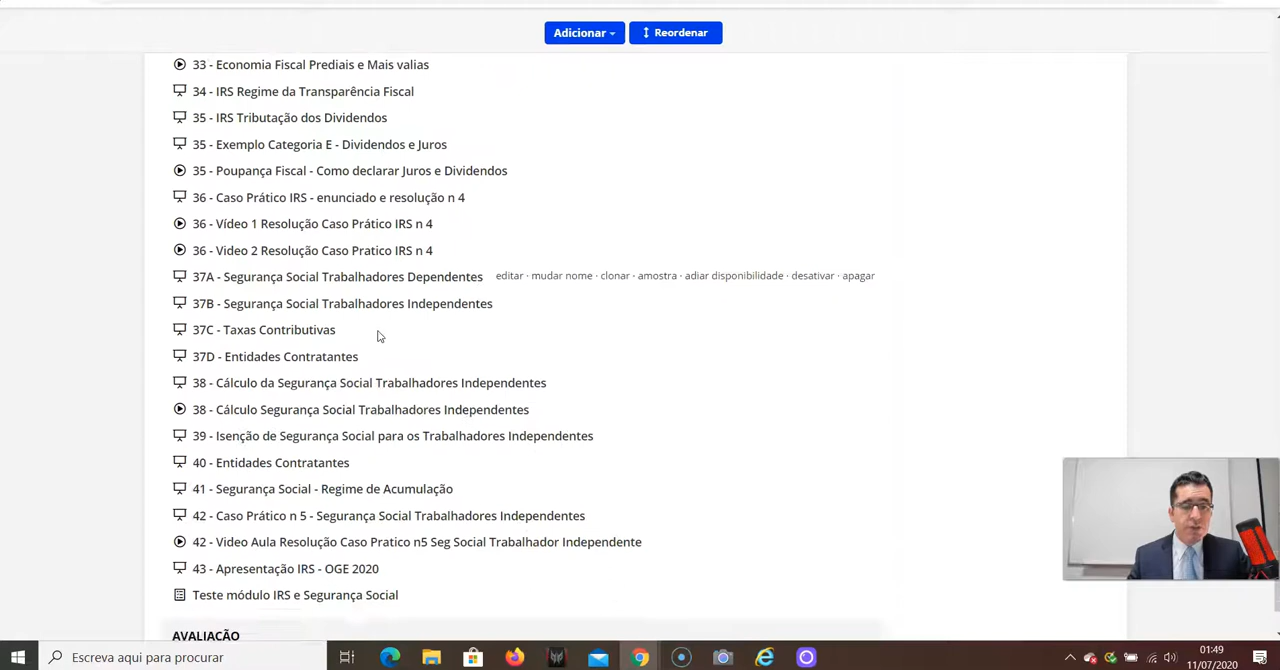 Adicionar
Reordenar
33 - Economia Fiscal Prediais e Mais valias
34 - IRS Regime da Transparência Fiscal
35 - IRS Tributação dos Dividendos
35 - Exemplo Categoria E - Dividendos e Juros
35 - Poupança Fiscal - Como declarar Juros e Dividendos
36 - Caso Prático IRS - enunciado e resolução n 4
36 - Vídeo 1 Resolução Caso Prático IRS n 4
36 - Video 2 Resolução Caso Pratico IRS n 4
37A - Segurança Social Trabalhadores Dependentes editar · mudar nome · clonar · amostra · adiar disponibilidade · desativar · apagar
37B - Segurança Social Trabalhadores Independentes
37C - Taxas Contributivas
37D - Entidades Contratantes
38 - Cálculo da Segurança Social Trabalhadores Independentes
38 - Cálculo Segurança Social Trabalhadores Independentes
39 - Isenção de Segurança Social para os Trabalhadores Independentes
40 - Entidades Contratantes
41 - Segurança Social - Regime de Acumulação
42 - Caso Prático n 5 - Segurança Social Trabalhadores Independentes
42 - Video Aula Resolução Caso Pratico n5 Seg Social Trabalhador Independente
43 - Apresentação IRS - OGE 2020
Teste módulo IRS e Segurança Social
AVALIAÇÃO
Escreva aqui para procurar
01:49
11/07/2020